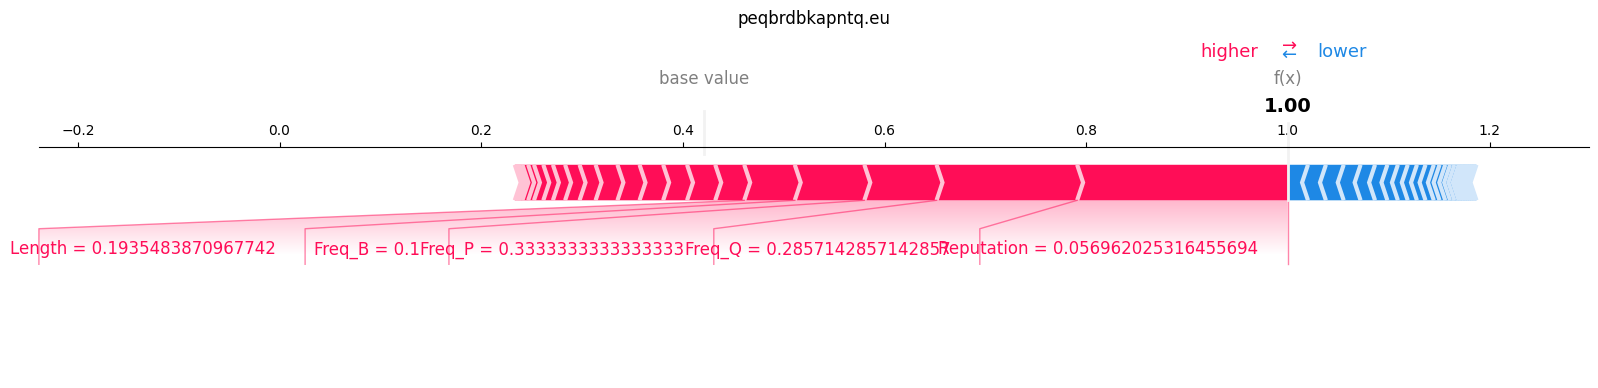 peqbrdbkapntq.eu
higher ⇄ lower
base value f(x)
1.00
−0.2 0.0 0.2 0.4 0.6 0.8 1.0 1.2
Length = 0.1935483870967742 Freq_B = 0.1 Freq_P = 0.3333333333333333 Freq_Q = 0.2857142857142857 Reputation = 0.056962025316455694